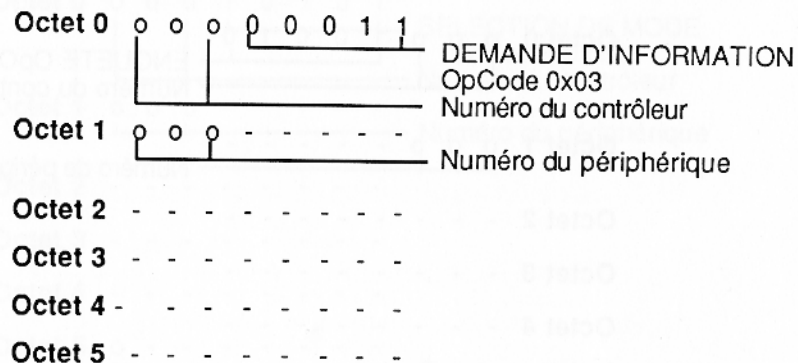 Octet 0 o o o 0 0 0 1 1
DEMANDE D'INFORMATION
OpCode 0x03
Numéro du contrôleur
Octet 1 o o o - - - - -
Numéro du périphérique
Octet 2 - - - - - - - -
Octet 3 - - - - - - - -
Octet 4 - - - - - - - -
Octet 5 - - - - - - - -